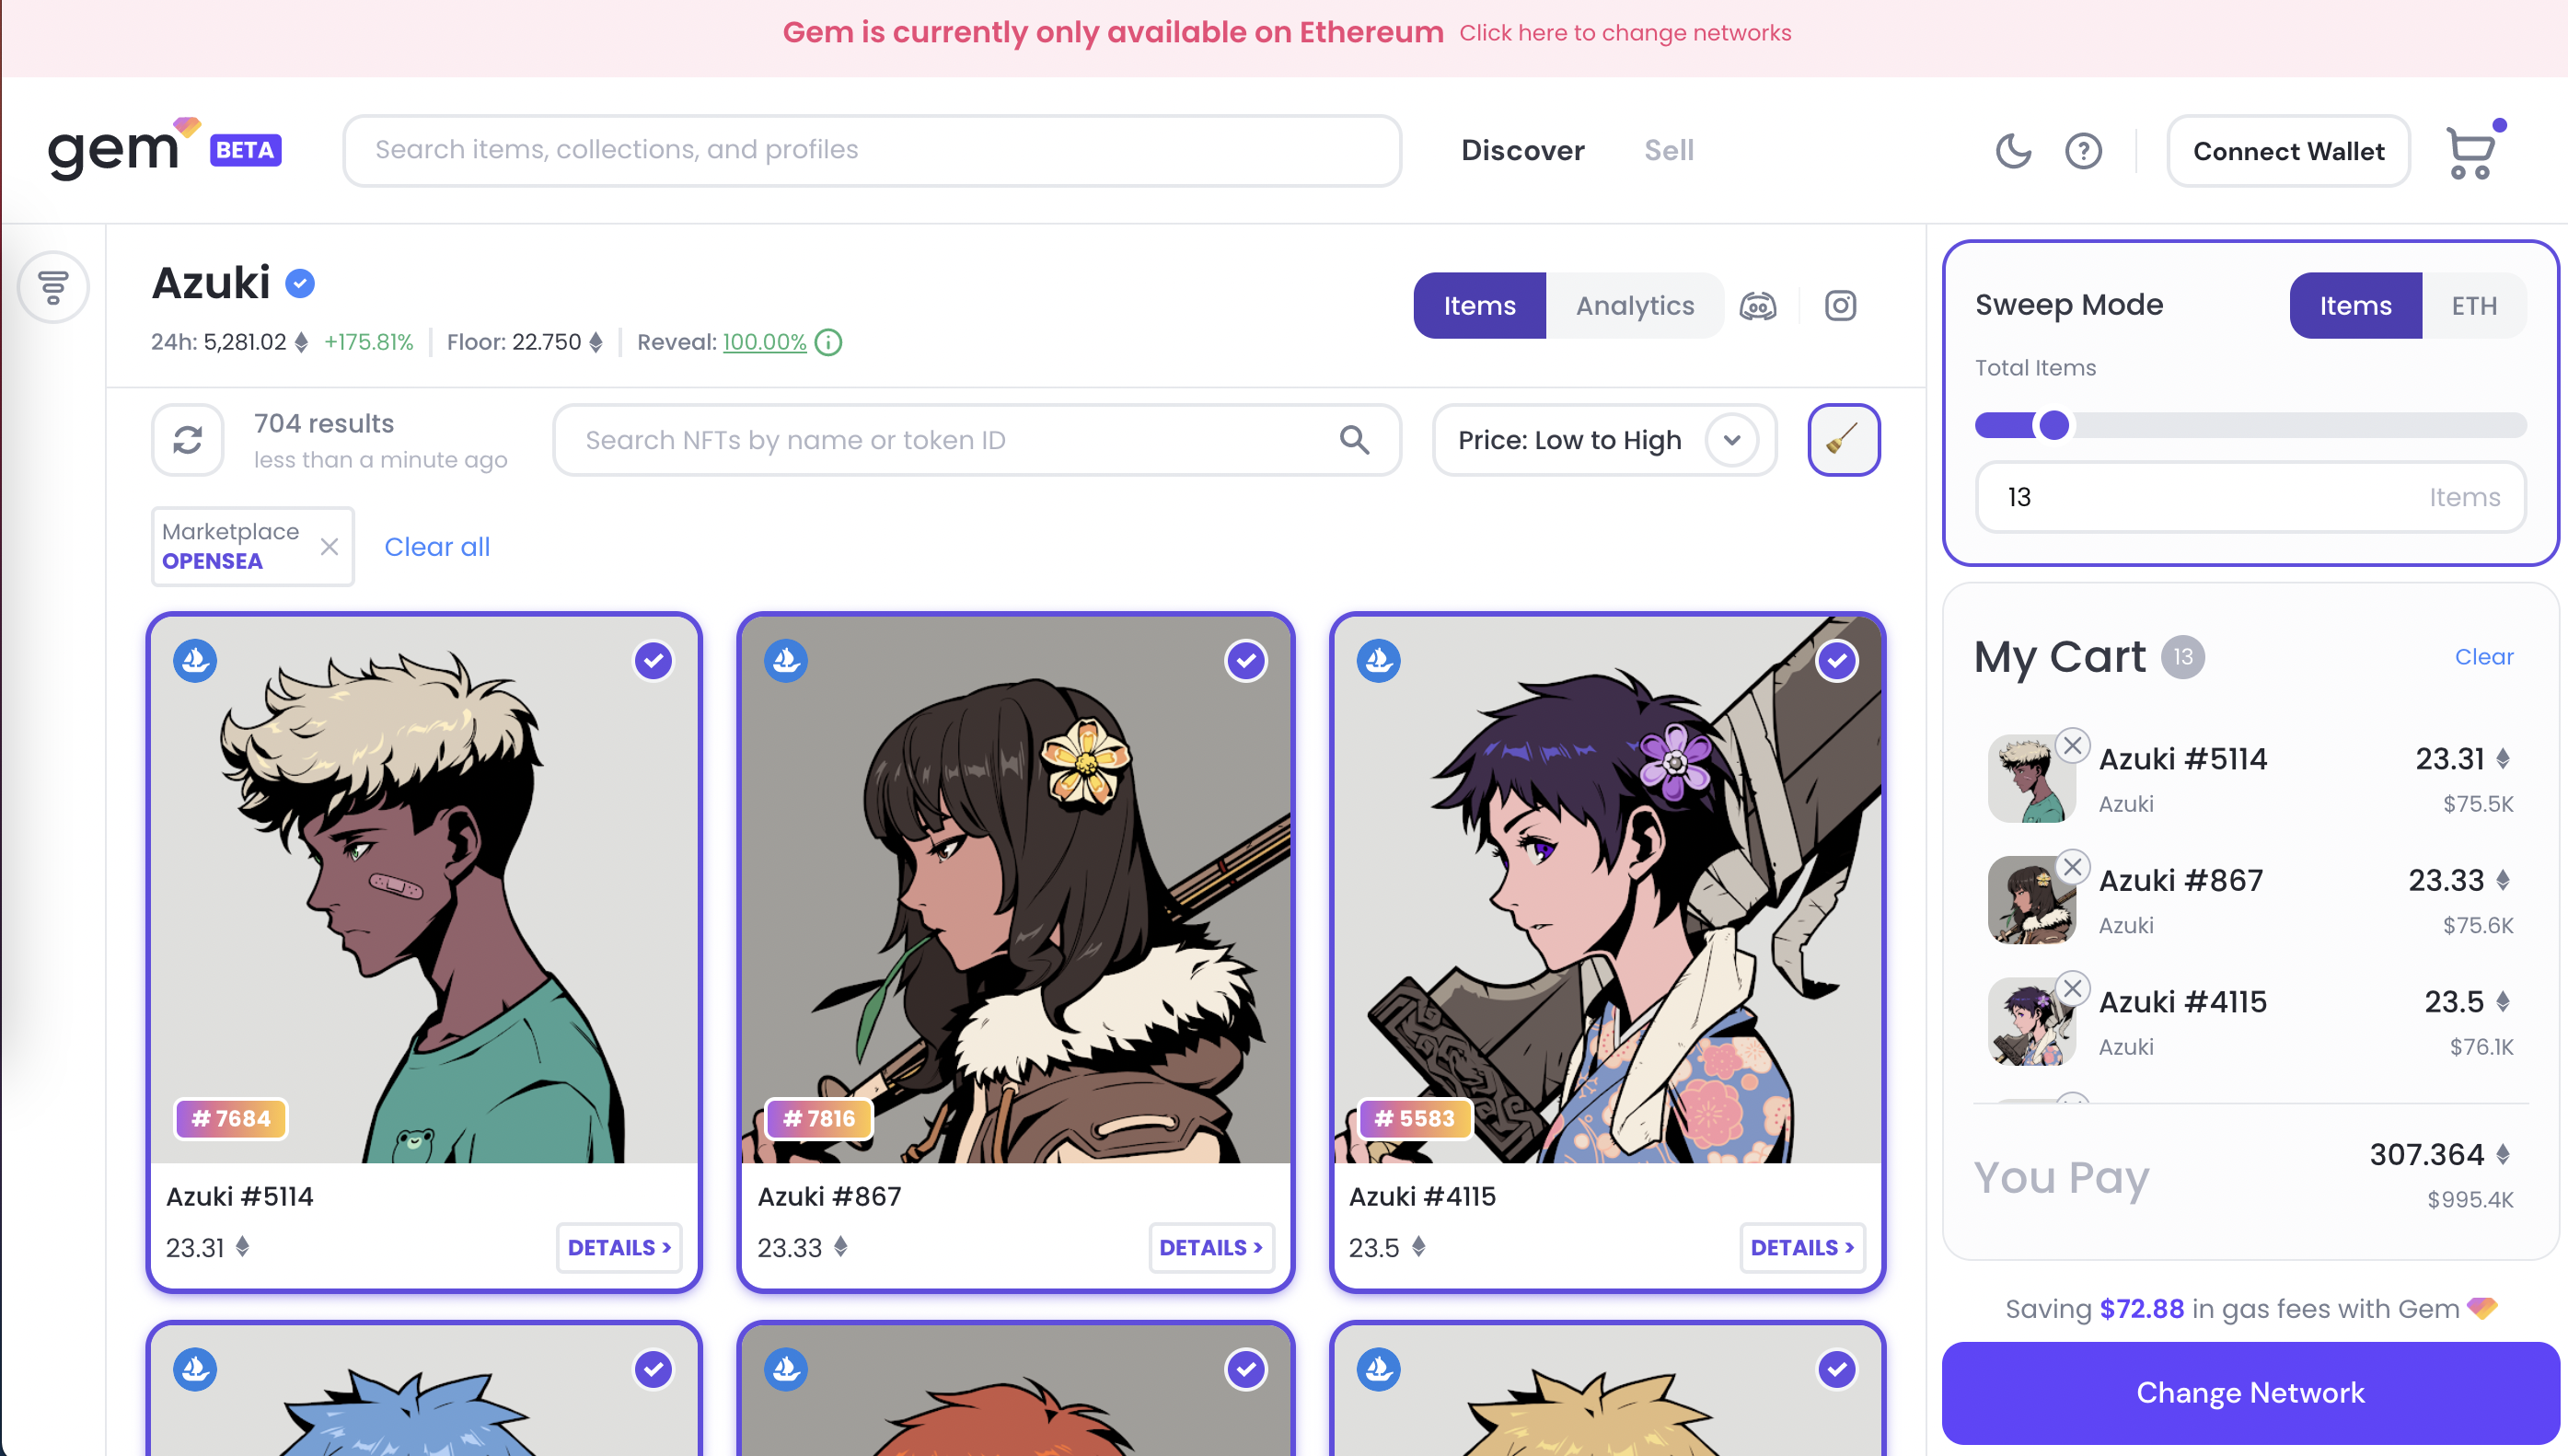 Gem is currently only available on Ethereum Click here to change networks
gem BETA
Search items, collections, and profiles
Discover
Sell
Connect Wallet
Azuki
24h: 5,281.02 +175.81% Floor: 22.750 Reveal: 100.00%
Items
Analytics
704 results
less than a minute ago
Search NFTs by name or token ID
Price: Low to High
Marketplace
OPENSEA
Clear all
# 7684
Azuki #5114
23.31
DETAILS >
# 7816
Azuki #867
23.33
DETAILS >
# 5583
Azuki #4115
23.5
DETAILS >
Sweep Mode
Items
ETH
Total Items
13
Items
My Cart 13
Clear
Azuki #5114 23.31
Azuki $75.5K
Azuki #867 23.33
Azuki $75.6K
Azuki #4115 23.5
Azuki $76.1K
You Pay
307.364
$995.4K
Saving $72.88 in gas fees with Gem
Change Network